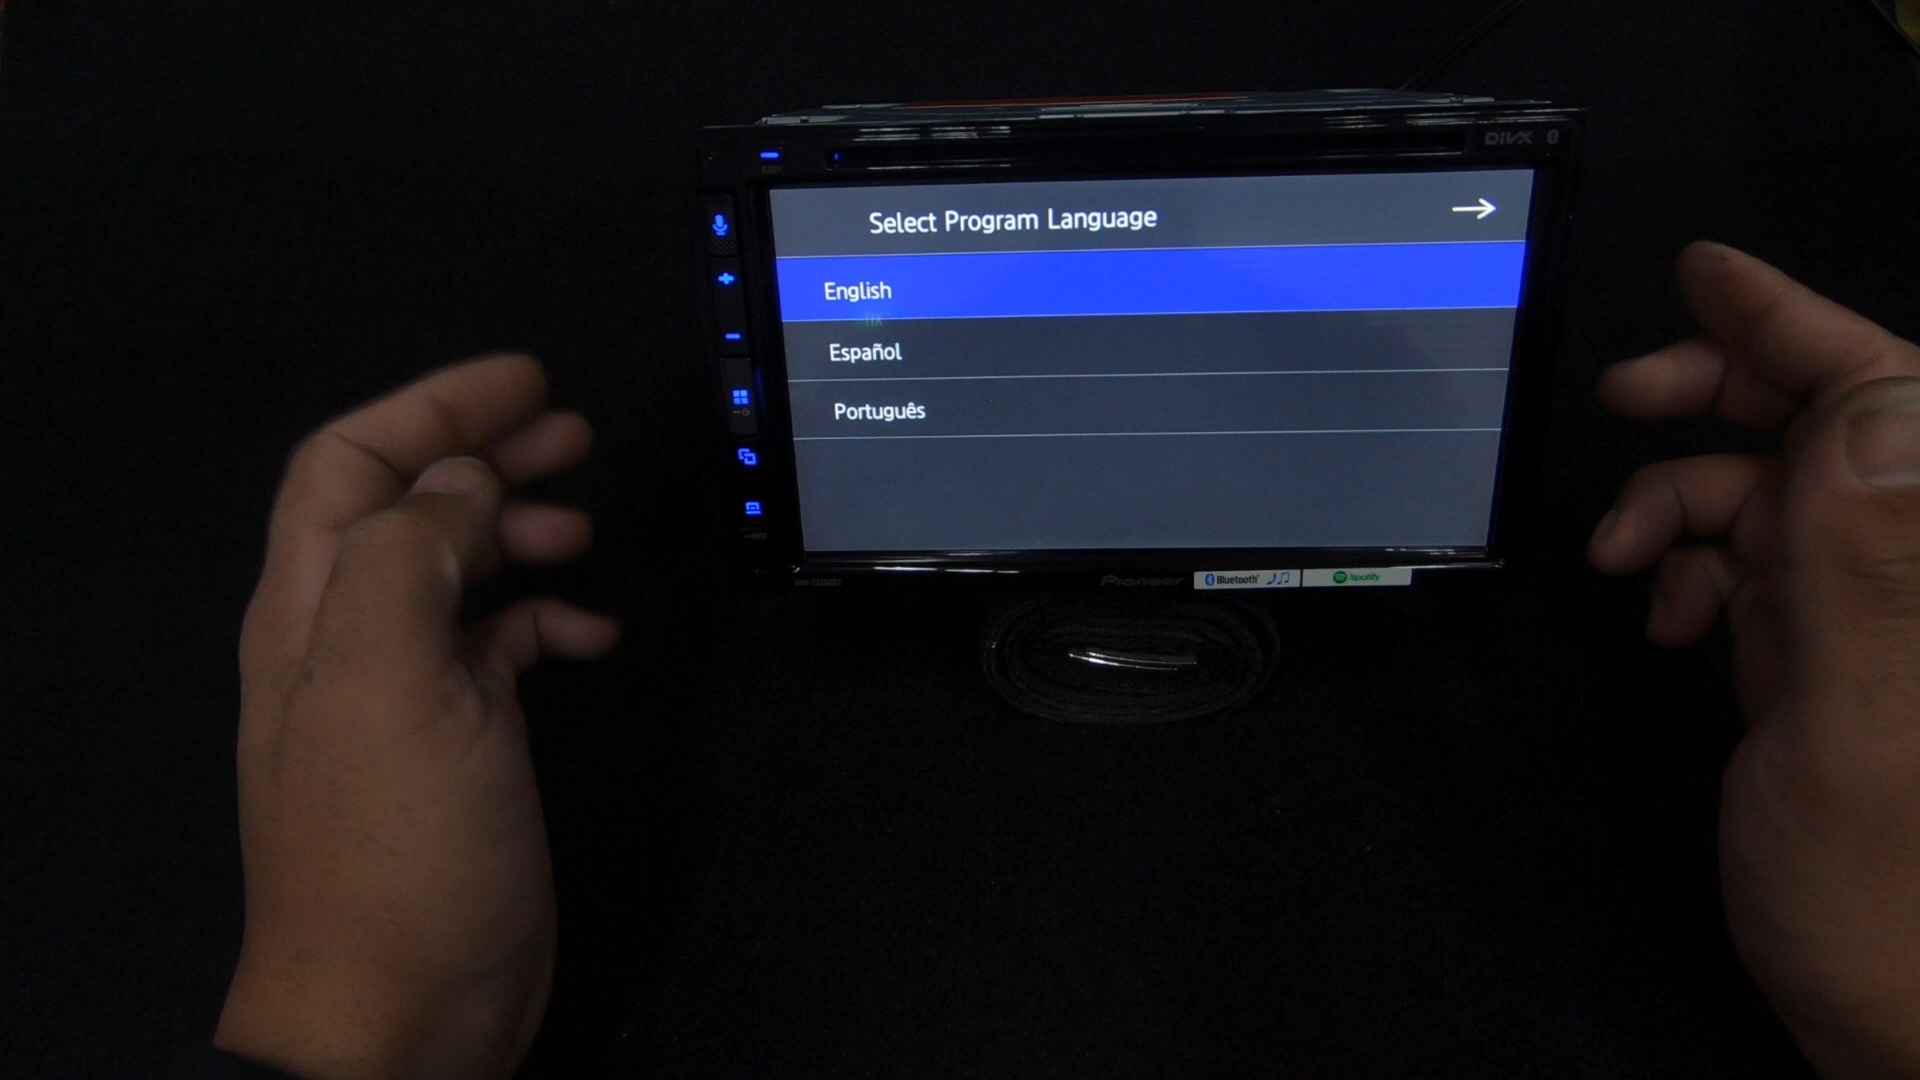 DIVX
Select Program Language
English
Español
Português
Pioneer
Bluetooth
Spotify